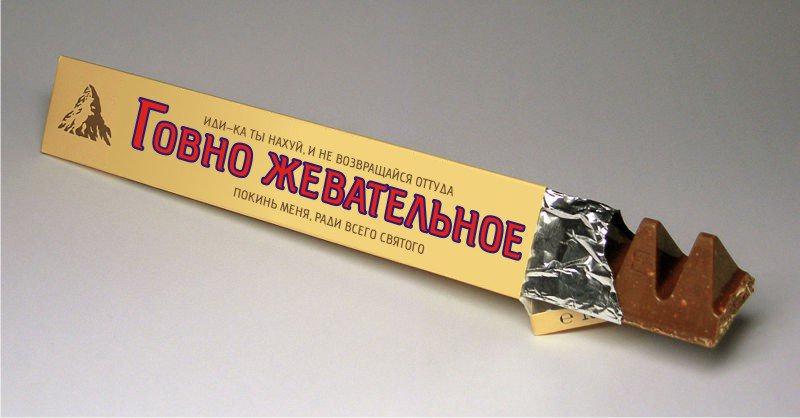 ИДИ-КА ТЫ НАХУЙ, И НЕ ВОЗВРАЩАЙСЯ ОТТУДА
ГОВНО ЖЕВАТЕЛЬНОЕ
ПОКИНЬ МЕНЯ, РАДИ ВСЕГО СВЯТОГО